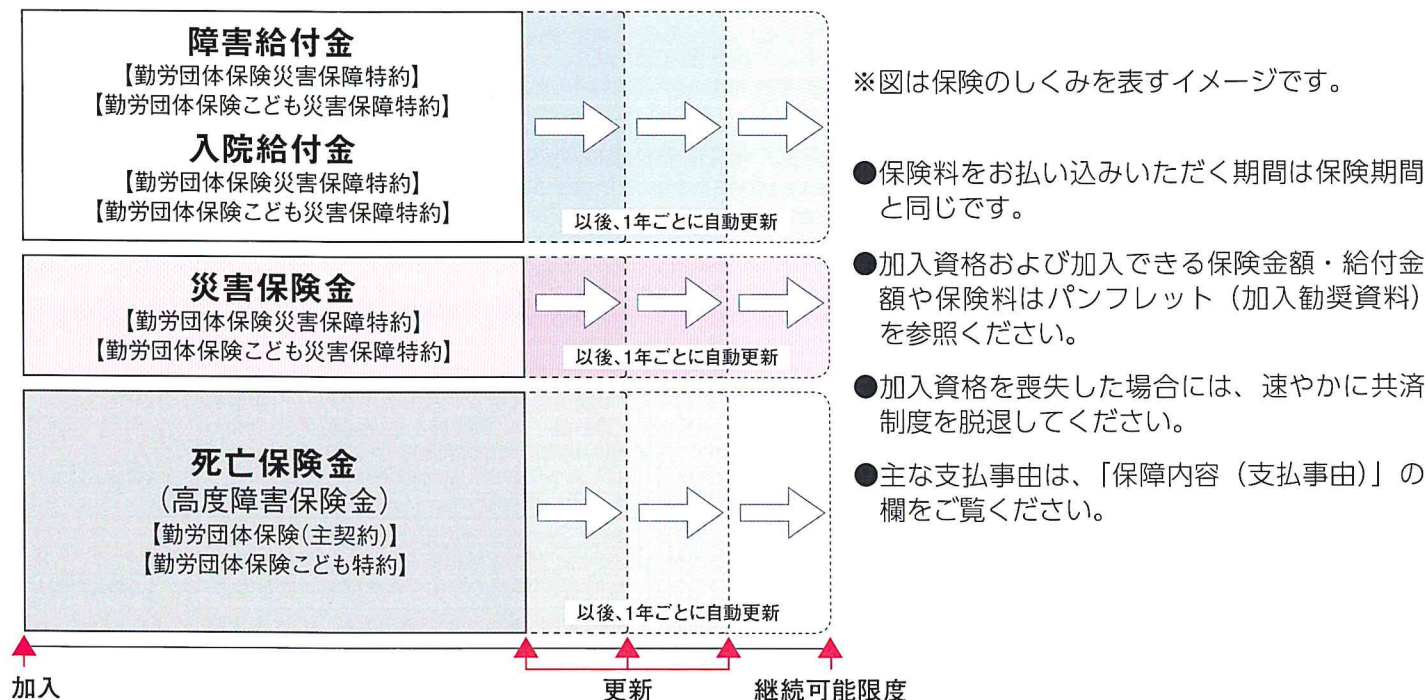 障害給付金
【勤労団体保険災害保障特約】
【勤労団体保険こども災害保障特約】
入院給付金
【勤労団体保険災害保障特約】
【勤労団体保険こども災害保障特約】
以後、1年ごとに自動更新
災害保険金
【勤労団体保険災害保障特約】
【勤労団体保険こども災害保障特約】
以後、1年ごとに自動更新
死亡保険金
(高度障害保険金)
【勤労団体保険(主契約)】
【勤労団体保険こども特約】
以後、1年ごとに自動更新
加入
更新
継続可能限度
※図は保険のしくみを表すイメージです。
●保険料をお払い込みいただく期間は保険期間
と同じです。
●加入資格および加入できる保険金額・給付金
額や保険料はパンフレット（加入勧奨資料）
を参照ください。
●加入資格を喪失した場合には、速やかに共済
制度を脱退してください。
●主な支払事由は、「保障内容（支払事由）」の
欄をご覧ください。